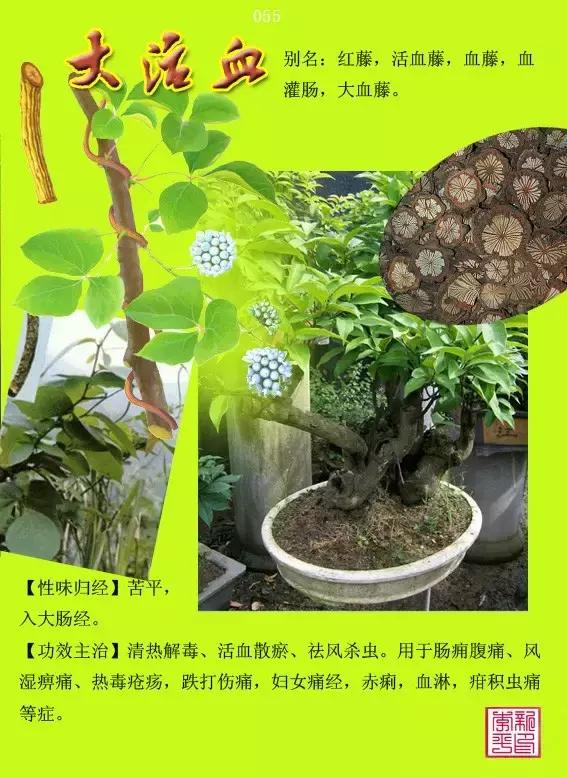 055
大活血
别名：红藤，活血藤，血藤，血
灌肠，大血藤。
【性味归经】苦平，
入大肠经。
【功效主治】清热解毒、活血散瘀、祛风杀虫。用于肠痈腹痛、风
湿痹痛、热毒疮疡，跌打伤痛，妇女痛经，赤痢，血淋，疳积虫痛
等症。